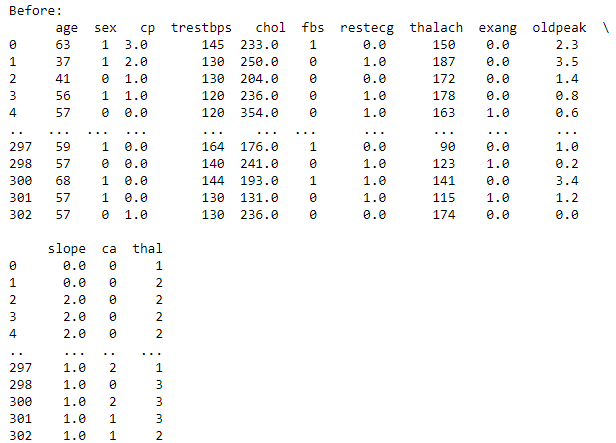 Before:
     age  sex   cp  trestbps   chol  fbs  restecg  thalach  exang  oldpeak  \
0     63    1  3.0       145  233.0    1      0.0      150    0.0      2.3
1     37    1  2.0       130  250.0    0      1.0      187    0.0      3.5
2     41    0  1.0       130  204.0    0      0.0      172    0.0      1.4
3     56    1  1.0       120  236.0    0      1.0      178    0.0      0.8
4     57    0  0.0       120  354.0    0      1.0      163    1.0      0.6
..   ...  ...  ...       ...    ...  ...      ...      ...    ...      ...
297   59    1  0.0       164  176.0    1      0.0       90    0.0      1.0
298   57    0  0.0       140  241.0    0      1.0      123    1.0      0.2
300   68    1  0.0       144  193.0    1      1.0      141    0.0      3.4
301   57    1  0.0       130  131.0    0      1.0      115    1.0      1.2
302   57    0  1.0       130  236.0    0      0.0      174    0.0      0.0

     slope  ca  thal
0      0.0   0     1
1      0.0   0     2
2      2.0   0     2
3      2.0   0     2
4      2.0   0     2
..     ...  ..   ...
297    1.0   2     1
298    1.0   0     3
300    1.0   2     3
301    1.0   1     3
302    1.0   1     2